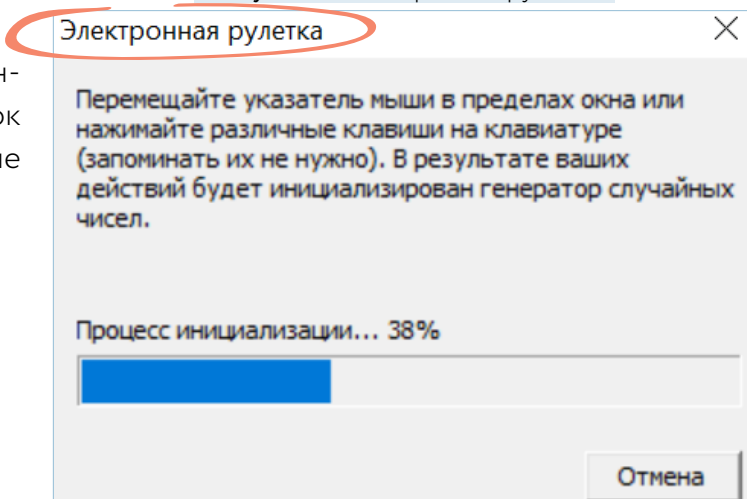 Электронная рулетка
Перемещайте указатель мыши в пределах окна или
нажимайте различные клавиши на клавиатуре
(запоминать их не нужно). В результате ваших
действий будет инициализирован генератор случайных
чисел.
Процесс инициализации... 38%
Отмена